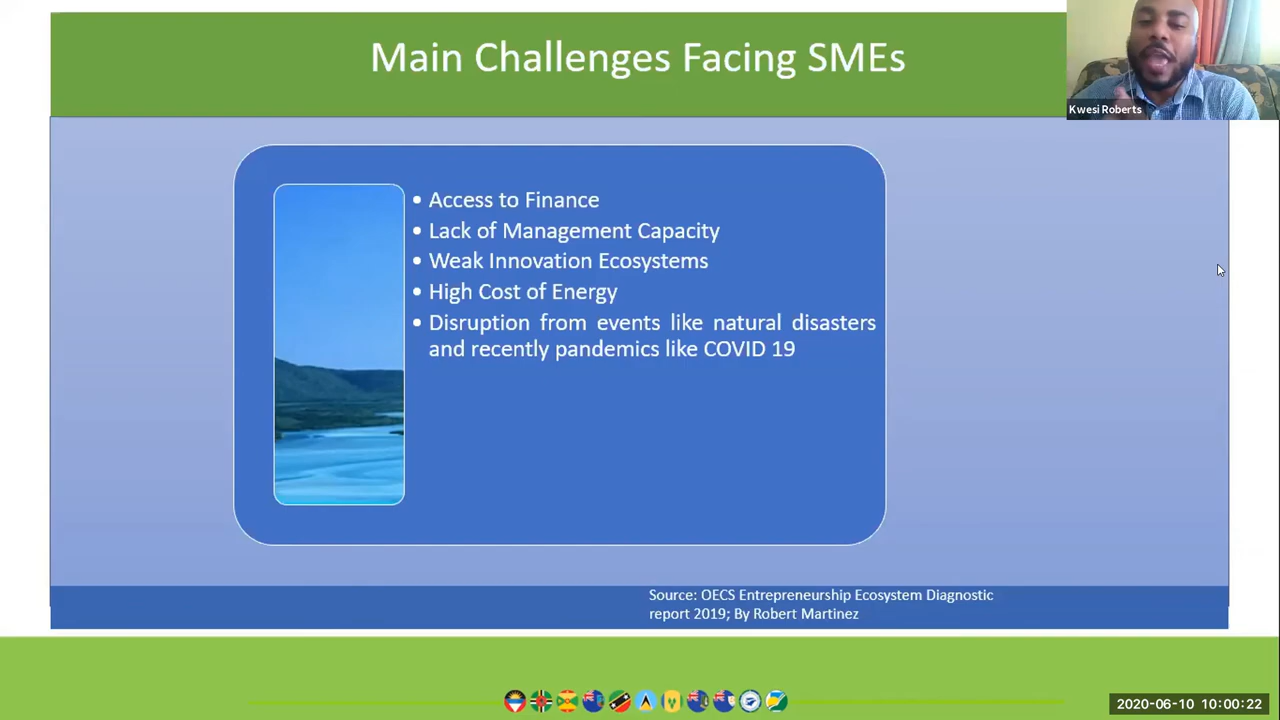 Main Challenges Facing SMEs
Kwesi Roberts
• Access to Finance
• Lack of Management Capacity
• Weak Innovation Ecosystems
• High Cost of Energy
• Disruption from events like natural disasters
and recently pandemics like COVID 19
Source: OECS Entrepreneurship Ecosystem Diagnostic
report 2019; By Robert Martinez
2020-06-10 10:00:22